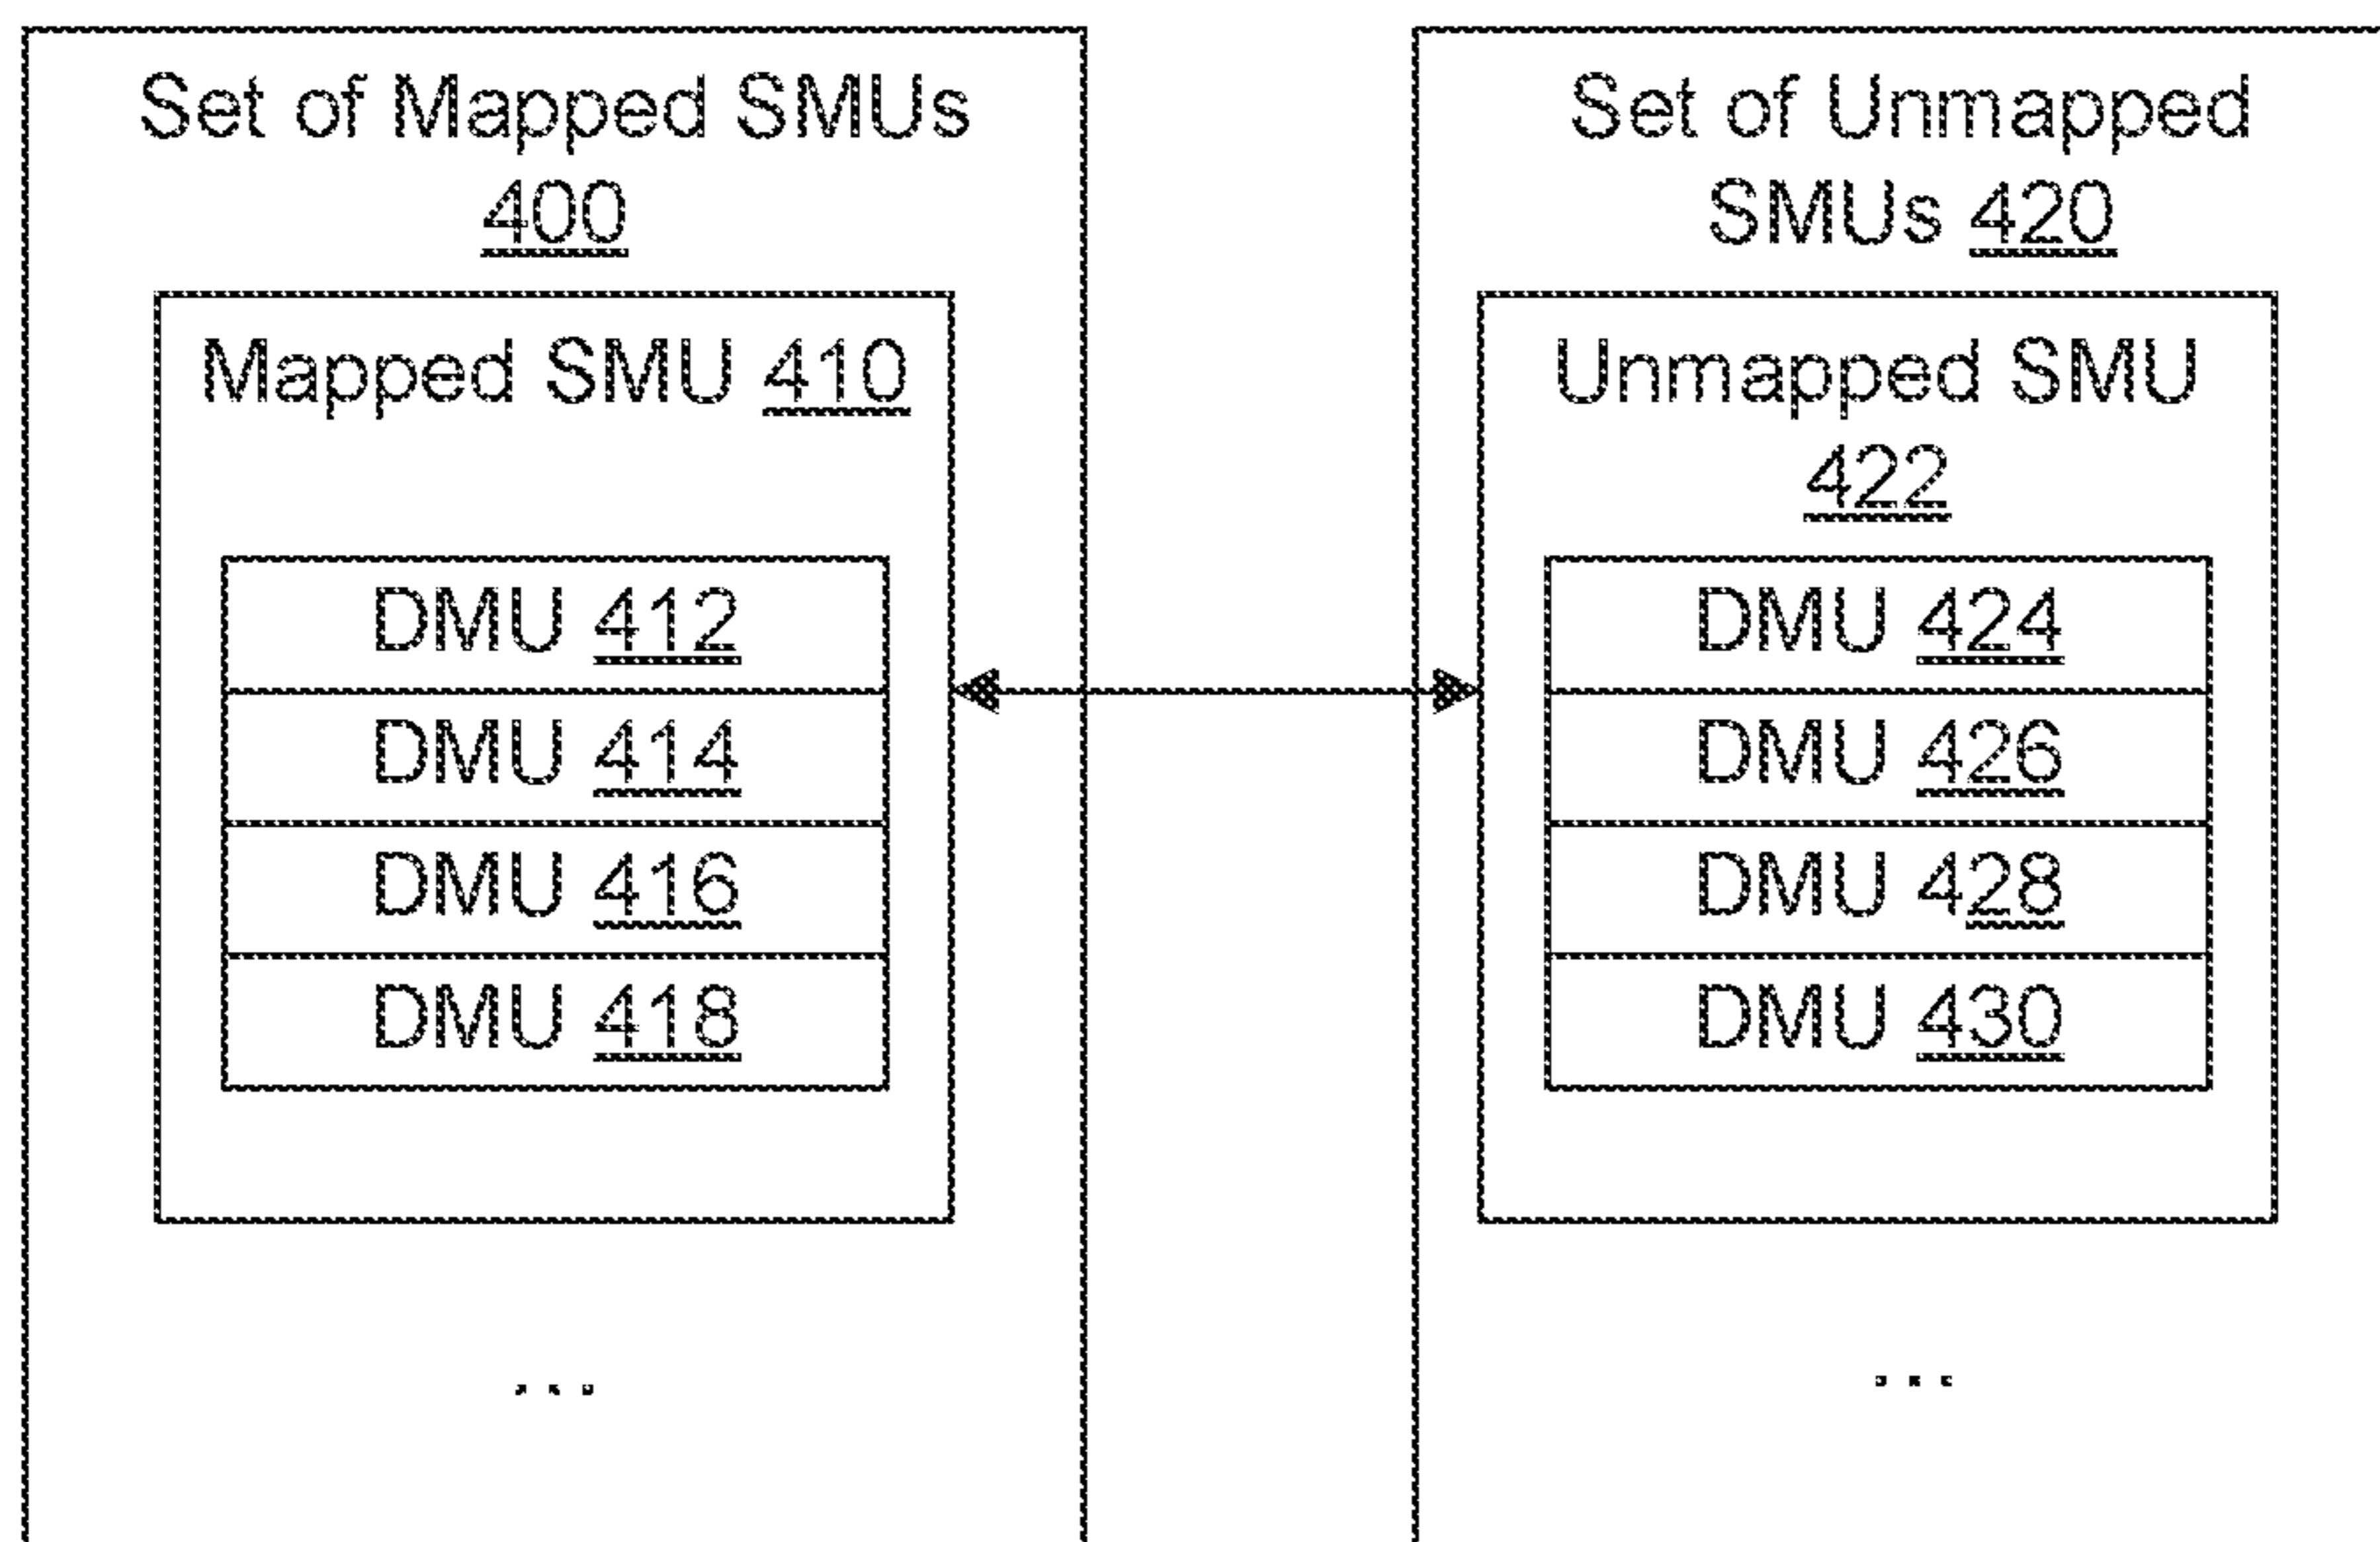 Set of Mapped SMUs
400
Mapped SMU 410
DMU 412
DMU 414
DMU 416
DMU 418
...
Set of Unmapped
SMUs 420
Unmapped SMU
422
DMU 424
DMU 426
DMU 428
DMU 430
...